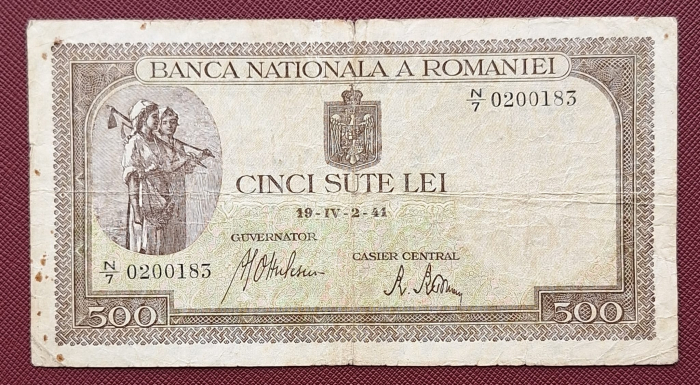 BANCA NATIONALA A ROMANIEI
N/7 0200183
CINCI SUTE LEI
19-IV-2-41
GUVERNATOR
CASIER CENTRAL
N/7 0200183
500
500